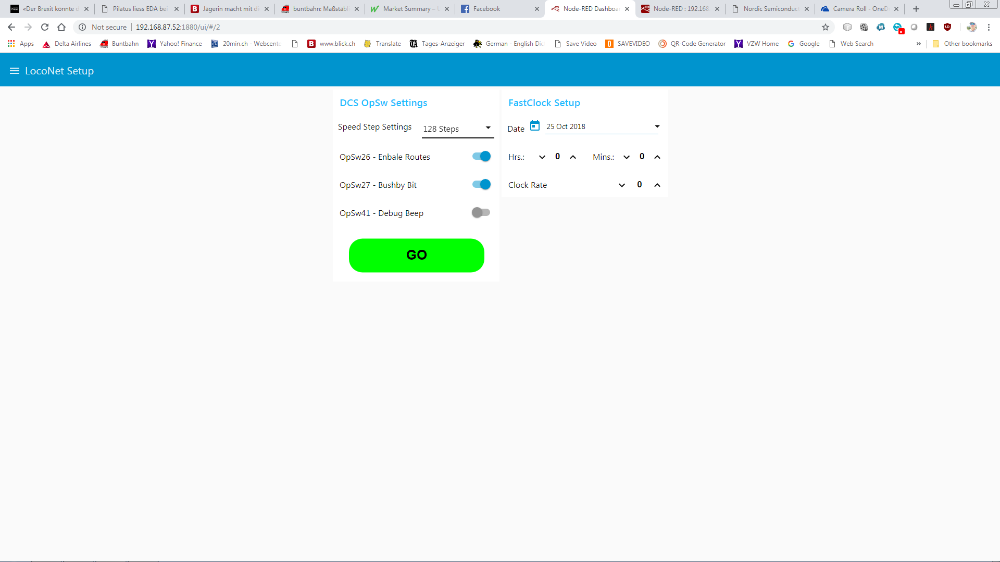 NZZ «Der Brexit könnte d
Pilatus liess EDA bei
B Jägerin macht mit di
buntbahn: Maßstäbli
Market Summary –
Facebook
Node-RED Dashboa
Node-RED : 192.168.
Nordic Semiconduct
Camera Roll - OneD
Not secure 192.168.87.52:1880/ui/#/2
Apps Delta Airlines Buntbahn Yahoo! Finance 20min.ch - Webcente B www.blick.ch Translate Tages-Anzeiger German - English Dic Save Video SAVEVIDEO QR-Code Generator VZW Home Google Web Search » Other bookmarks
LocoNet Setup
DCS OpSw Settings
Speed Step Settings 128 Steps
OpSw26 - Enbale Routes
OpSw27 - Bushby Bit
OpSw41 - Debug Beep
GO
FastClock Setup
Date 25 Oct 2018
Hrs.: 0 Mins.: 0
Clock Rate 0